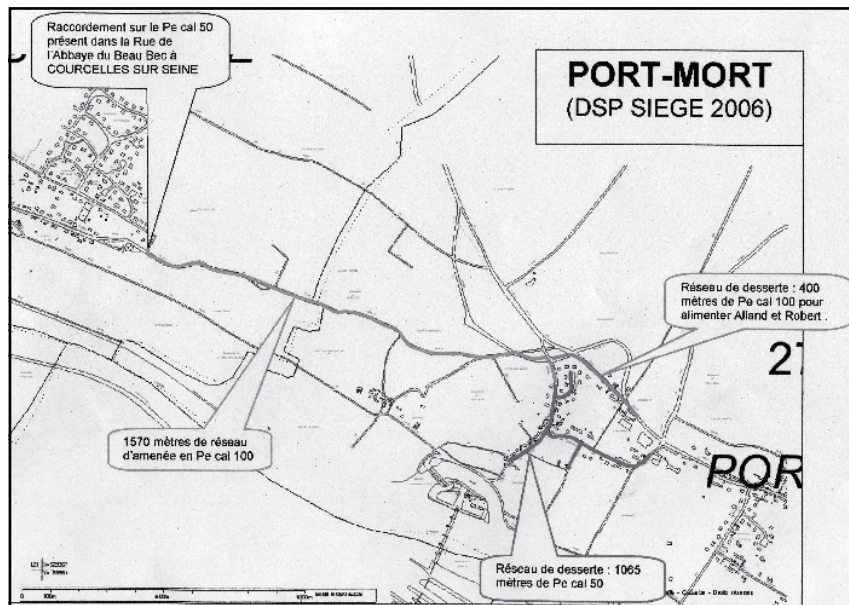 Raccordement sur le Pe cal 50
présent dans la Rue de
l'Abbaye du Beau Bec à
COURCELLES SUR SEINE
PORT-MORT
(DSP SIEGE 2006)
Réseau de desserte : 400
mètres de Pe cal 100 pour
alimenter Alland et Robert .
27
1570 mètres de réseau
d'amenée en Pe cal 100
POR
Réseau de desserte : 1065
mètres de Pe cal 50